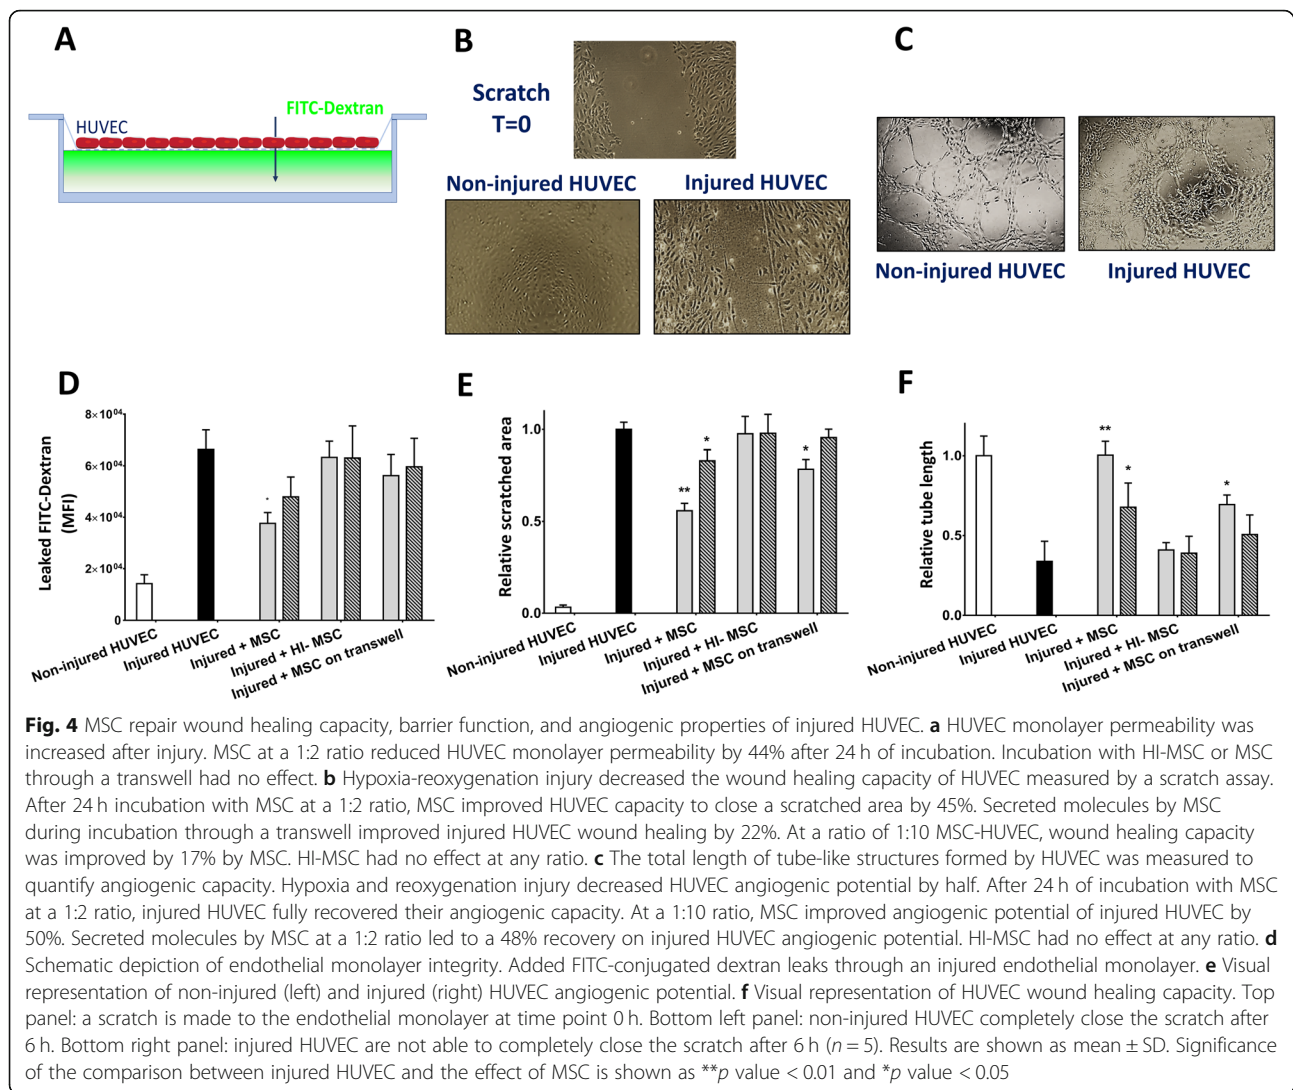 A
HUVEC
FITC-Dextran
B
Scratch
T=0
Non-injured HUVEC
Injured HUVEC
C
Non-injured HUVEC
Injured HUVEC
D
Leaked FITC-Dextran
(MFI)
8×10⁰⁴
6×10⁰⁴
4×10⁰⁴
2×10⁰⁴
0
*
Non-injured HUVEC
Injured HUVEC
Injured + MSC
Injured + HI- MSC
Injured + MSC on transwell
E
Relative scratched area
1.0
0.5
0.0
**
*
*
Non-injured HUVEC
Injured HUVEC
Injured + MSC
Injured + HI- MSC
Injured + MSC on transwell
F
Relative tube length
1.0
0.5
0.0
**
*
*
Non-injured HUVEC
Injured HUVEC
Injured + MSC
Injured + HI- MSC
Injured + MSC on transwell
Fig. 4 MSC repair wound healing capacity, barrier function, and angiogenic properties of injured HUVEC. a HUVEC monolayer permeability was
increased after injury. MSC at a 1:2 ratio reduced HUVEC monolayer permeability by 44% after 24 h of incubation. Incubation with HI-MSC or MSC
through a transwell had no effect. b Hypoxia-reoxygenation injury decreased the wound healing capacity of HUVEC measured by a scratch assay.
After 24 h incubation with MSC at a 1:2 ratio, MSC improved HUVEC capacity to close a scratched area by 45%. Secreted molecules by MSC
during incubation through a transwell improved injured HUVEC wound healing by 22%. At a ratio of 1:10 MSC-HUVEC, wound healing capacity
was improved by 17% by MSC. HI-MSC had no effect at any ratio. c The total length of tube-like structures formed by HUVEC was measured to
quantify angiogenic capacity. Hypoxia and reoxygenation injury decreased HUVEC angiogenic potential by half. After 24 h of incubation with MSC
at a 1:2 ratio, injured HUVEC fully recovered their angiogenic capacity. At a 1:10 ratio, MSC improved angiogenic potential of injured HUVEC by
50%. Secreted molecules by MSC at a 1:2 ratio led to a 48% recovery on injured HUVEC angiogenic potential. HI-MSC had no effect at any ratio. d
Schematic depiction of endothelial monolayer integrity. Added FITC-conjugated dextran leaks through an injured endothelial monolayer. e Visual
representation of non-injured (left) and injured (right) HUVEC angiogenic potential. f Visual representation of HUVEC wound healing capacity. Top
panel: a scratch is made to the endothelial monolayer at time point 0 h. Bottom left panel: non-injured HUVEC completely close the scratch after
6 h. Bottom right panel: injured HUVEC are not able to completely close the scratch after 6 h (n = 5). Results are shown as mean ± SD. Significance
of the comparison between injured HUVEC and the effect of MSC is shown as **p value < 0.01 and *p value < 0.05